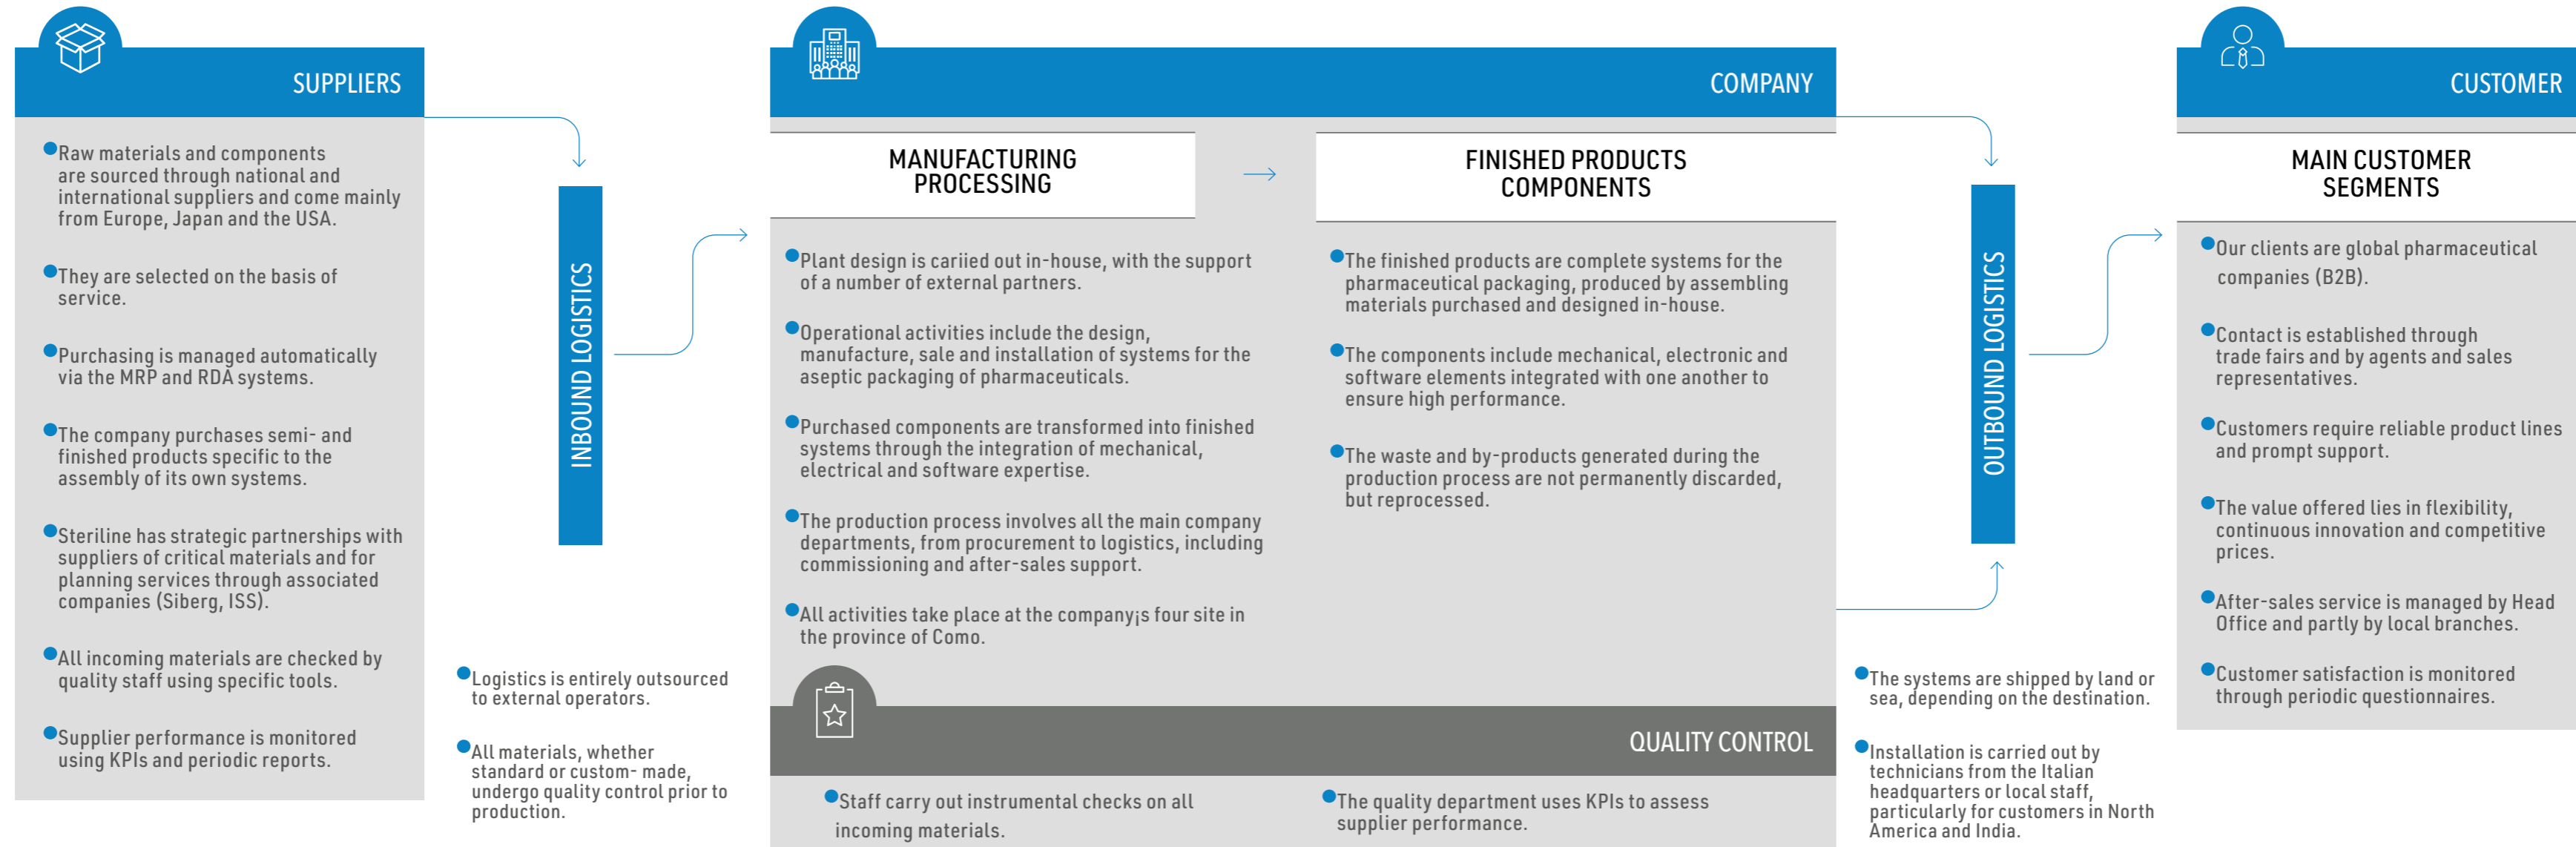 SUPPLIERS
Raw materials and components
are sourced through national and
international suppliers and come mainly
from Europe, Japan and the USA.
They are selected on the basis of
service.
Purchasing is managed automatically
via the MRP and RDA systems.
The company purchases semi- and
finished products specific to the
assembly of its own systems.
Steriline has strategic partnerships with
suppliers of critical materials and for
planning services through associated
companies (Siberg, ISS).
All incoming materials are checked by
quality staff using specific tools.
Supplier performance is monitored
using KPIs and periodic reports.
INBOUND LOGISTICS
Logistics is entirely outsourced
to external operators.
All materials, whether
standard or custom- made,
undergo quality control prior to
production.
COMPANY
MANUFACTURING
PROCESSING
Plant design is cariied out in-house, with the support
of a number of external partners.
Operational activities include the design,
manufacture, sale and installation of systems for the
aseptic packaging of pharmaceuticals.
Purchased components are transformed into finished
systems through the integration of mechanical,
electrical and software expertise.
The production process involves all the main company
departments, from procurement to logistics, including
commissioning and after-sales support.
All activities take place at the company¡s four site in
the province of Como.
FINISHED PRODUCTS
COMPONENTS
The finished products are complete systems for the
pharmaceutical packaging, produced by assembling
materials purchased and designed in-house.
The components include mechanical, electronic and
software elements integrated with one another to
ensure high performance.
The waste and by-products generated during the
production process are not permanently discarded,
but reprocessed.
QUALITY CONTROL
Staff carry out instrumental checks on all
incoming materials.
The quality department uses KPIs to assess
supplier performance.
OUTBOUND LOGISTICS
The systems are shipped by land or
sea, depending on the destination.
Installation is carried out by
technicians from the Italian
headquarters or local staff,
particularly for customers in North
America and India.
CUSTOMER
MAIN CUSTOMER
SEGMENTS
Our clients are global pharmaceutical
companies (B2B).
Contact is established through
trade fairs and by agents and sales
representatives.
Customers require reliable product lines
and prompt support.
The value offered lies in flexibility,
continuous innovation and competitive
prices.
After-sales service is managed by Head
Office and partly by local branches.
Customer satisfaction is monitored
through periodic questionnaires.